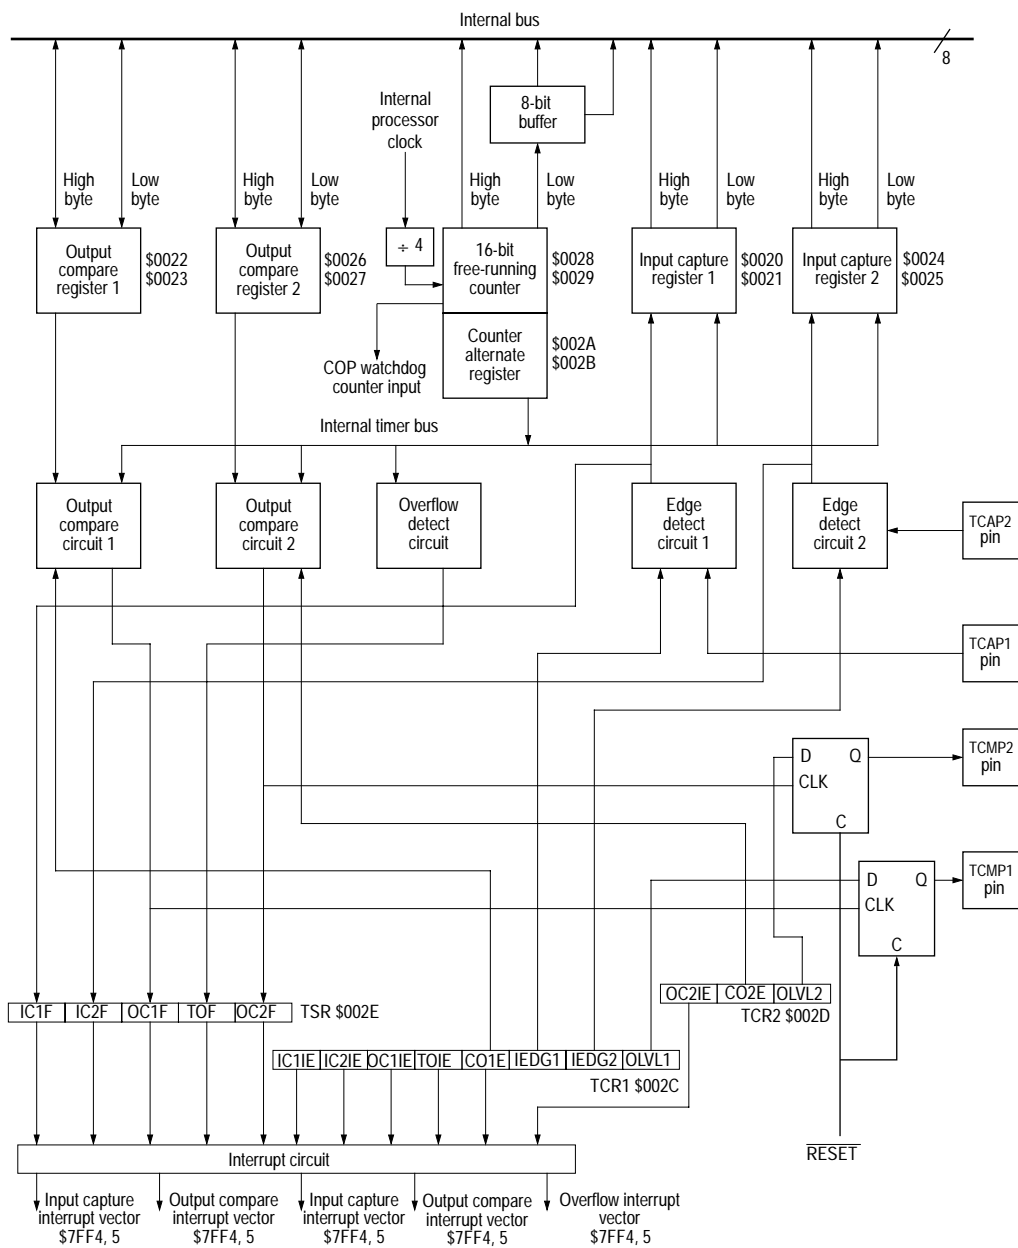 Internal bus
8
Internal
processor
clock
8-bit
buffer
High
byte
Low
byte
High
byte
Low
byte
High
byte
Low
byte
High
byte
Low
byte
High
byte
Low
byte
Output
compare
register 1
$0022
$0023
Output
compare
register 2
$0026
$0027
÷ 4
16-bit
free-running
counter
$0028
$0029
Input capture
register 1
$0020
$0021
Input capture
register 2
$0024
$0025
COP watchdog
counter input
Counter
alternate
register
$002A
$002B
Internal timer bus
Output
compare
circuit 1
Output
compare
circuit 2
Overflow
detect
circuit
Edge
detect
circuit 1
Edge
detect
circuit 2
TCAP2
pin
TCAP1
pin
D Q
CLK
C
TCMP2
pin
D Q
CLK
C
TCMP1
pin
OC2IE CO2E OLVL2
TCR2 $002D
IC1F IC2F OC1F TOF OC2F TSR $002E
IC1IE IC2IE OC1IE TOIE CO1E IEDG1 IEDG2 OLVL1
TCR1 $002C
RESET
Interrupt circuit
Input capture
interrupt vector
$7FF4, 5
Output compare
interrupt vector
$7FF4, 5
Input capture
interrupt vector
$7FF4, 5
Output compare
interrupt vector
$7FF4, 5
Overflow interrupt
vector
$7FF4, 5